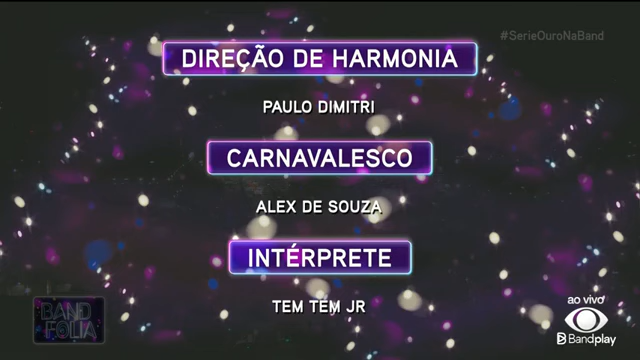 #SerieOuroNaBand
DIREÇÃO DE HARMONIA
PAULO DIMITRI
CARNAVALESCO
ALEX DE SOUZA
INTÉRPRETE
TEM TEM JR
BAND
FOLIA
ao vivo
Bandplay